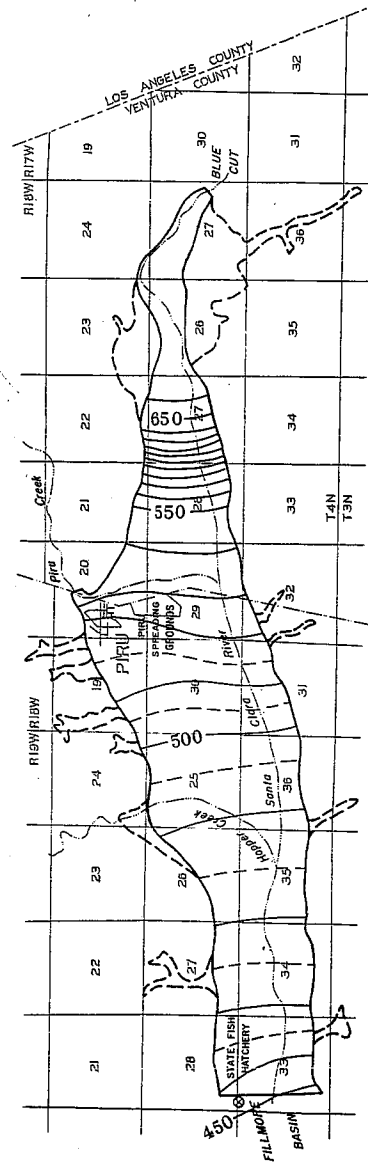 LOS ANGELES COUNTY
VENTURA COUNTY
R18W R17W
19
30
31
32
BLUE
CUT
24
27
36
23
26
35
22
650
27
34
Creek
Piru
21
550
28
33
T4N
T3N
20
PIRU
PIRU
SPREADING
GROUNDS
29
32
R19W R18W
19
30
500
River
Clara
Santa
31
24
25
36
Hopper
Creek
23
26
35
22
27
34
21
28
STATE FISH
HATCHERY
33
450
FILLMORE
BASIN